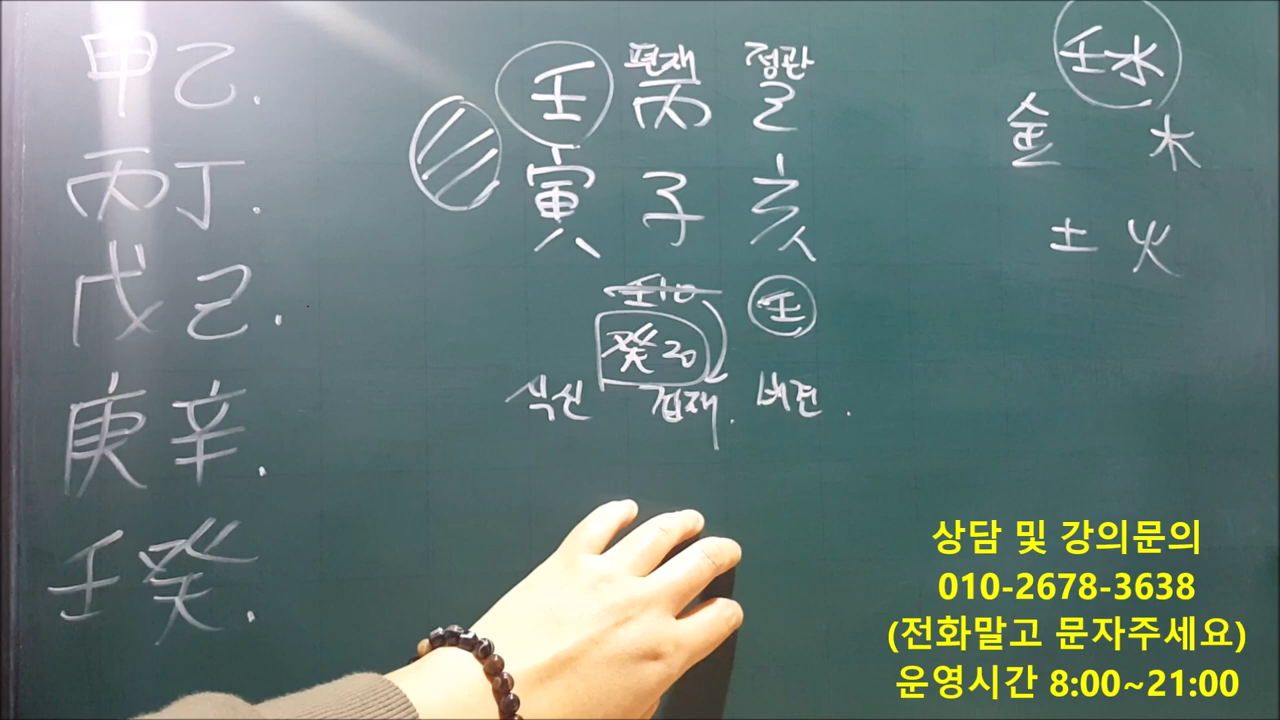 甲乙.
丙丁.
戊己.
庚辛.
壬癸.
편재 정관
壬 丙 己
寅 子 亥
壬10 壬
癸20
식신 겁재. 비견.
壬水
金 木
土 火
상담 및 강의문의
010-2678-3638
(전화말고 문자주세요)
운영시간 8:00~21:00